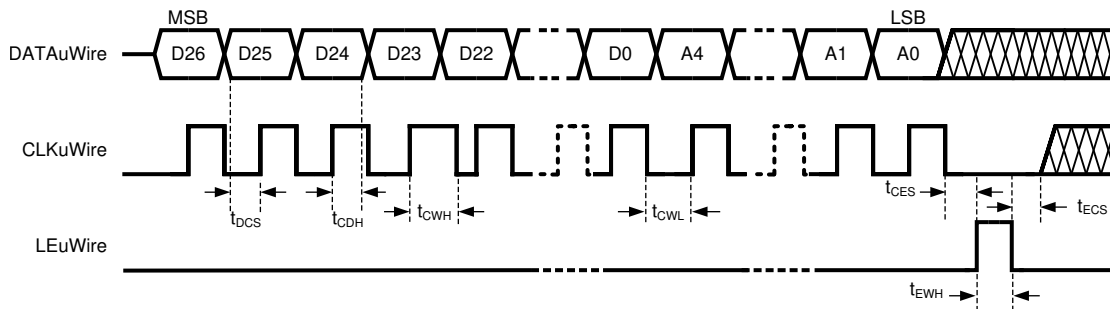 MSB LSB
DATAuWire D26 D25 D24 D23 D22 D0 A4 A1 A0
CLKuWire
tDCS tCDH tCWH tCWL tCES tECS
LEuWire
tEWH